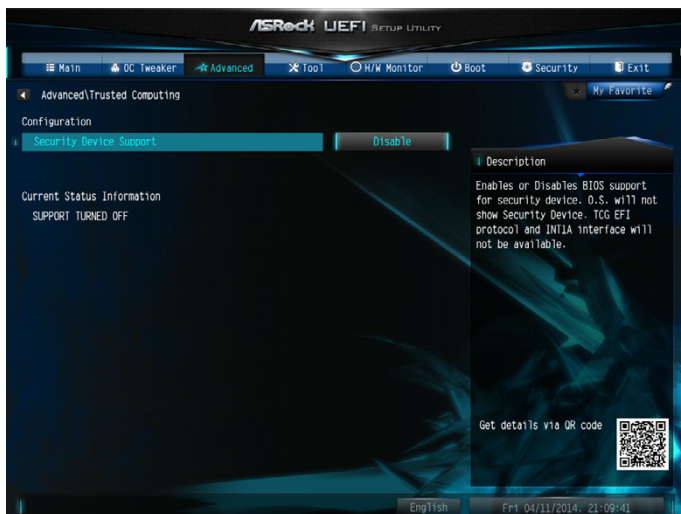 ASRock UEFI SETUP UTILITY
Main OC Tweaker Advanced Tool H/W Monitor Boot Security Exit
Advanced\Trusted Computing
My Favorite
Configuration
Security Device Support Disable
Description
Enables or Disables BIOS support
for security device. O.S. will not
show Security Device. TCG EFI
protocol and INT1A interface will
not be available.
Current Status Information
SUPPORT TURNED OFF
Get details via QR code
English
Fri 04/11/2014, 21:09:41